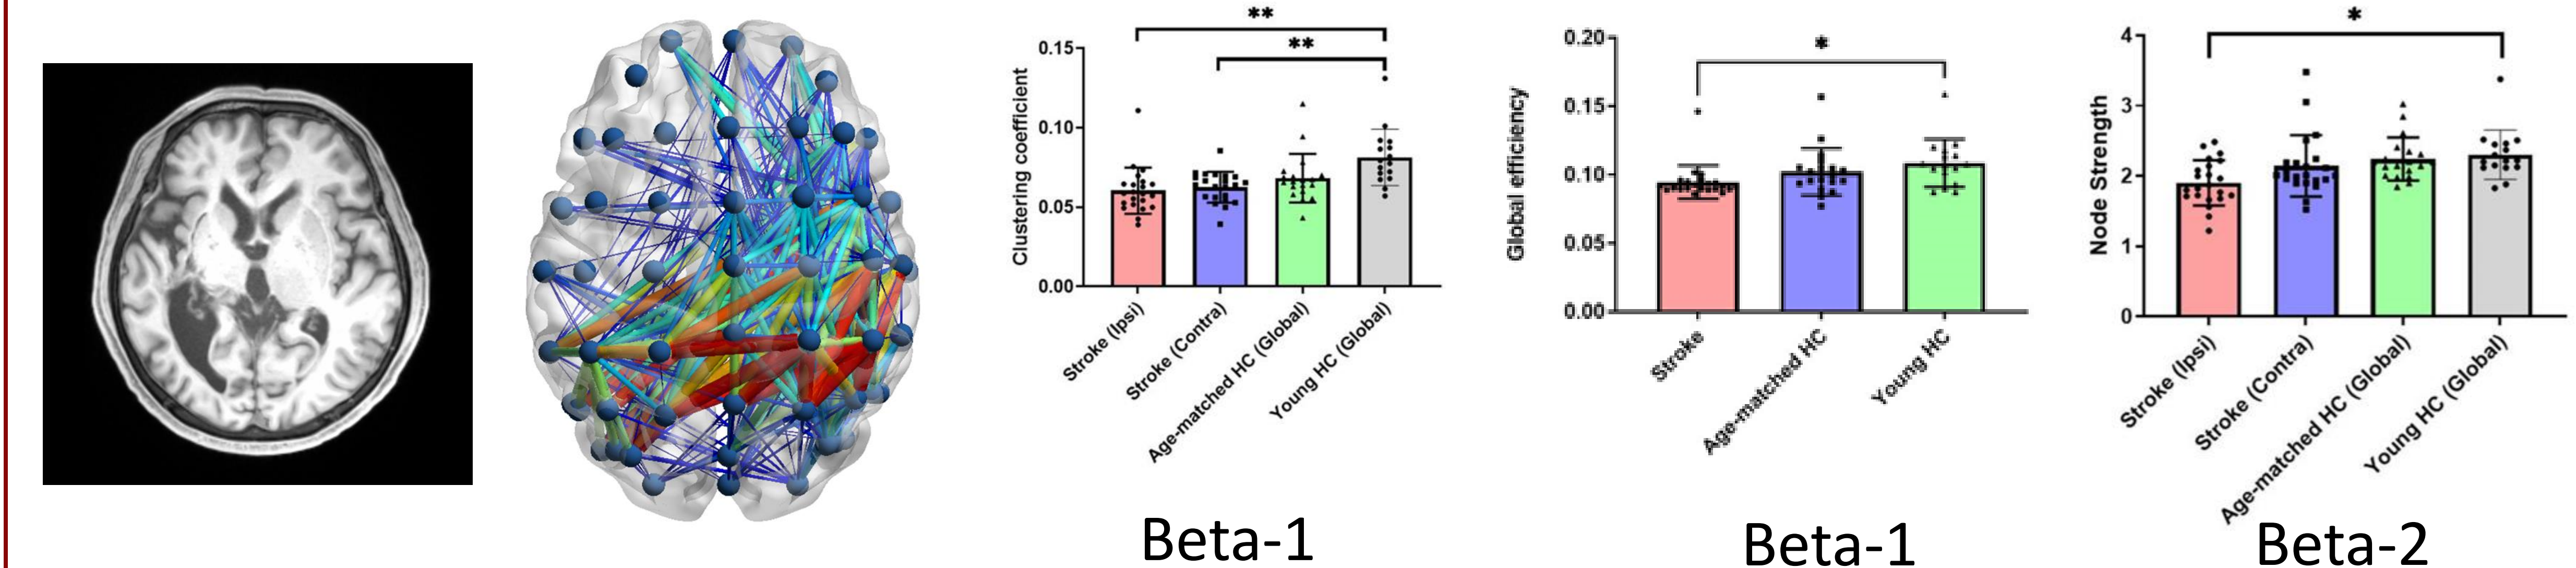 **
**
Clustering coefficient
0.15
0.10
0.05
0.00
Stroke (Ipsi)
Stroke (Contra)
Age-matched HC (Global)
Young HC (Global)
Beta-1
*
Global efficiency
0.20
0.15
0.10
0.05
0.00
Stroke
Age-matched HC
Young HC
Beta-1
*
Node Strength
4
3
2
1
0
Stroke (Ipsi)
Stroke (Contra)
Age-matched HC (Global)
Young HC (Global)
Beta-2